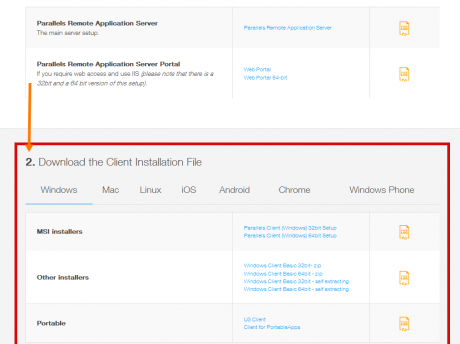 Parallels Remote Application Server
The main server setup.
Parallels Remote Application Server
Parallels Remote Application Server Portal
If you require web access and use IIS (please note that there is a
32bit and a 64 bit version of this setup).
Web Portal
Web Portal 64-bit
2. Download the Client Installation File
Windows Mac Linux iOS Android Chrome Windows Phone
MSI installers
Parallels Client (Windows) 32bit Setup
Parallels Client (Windows) 64bit Setup
Other installers
Windows Client Basic 32bit - zip
Windows Client Basic 64bit - zip
Windows Client Basic 32bit - self extracting
Windows Client Basic 64bit - self extracting
Portable
LG Client
Client for PortableApps